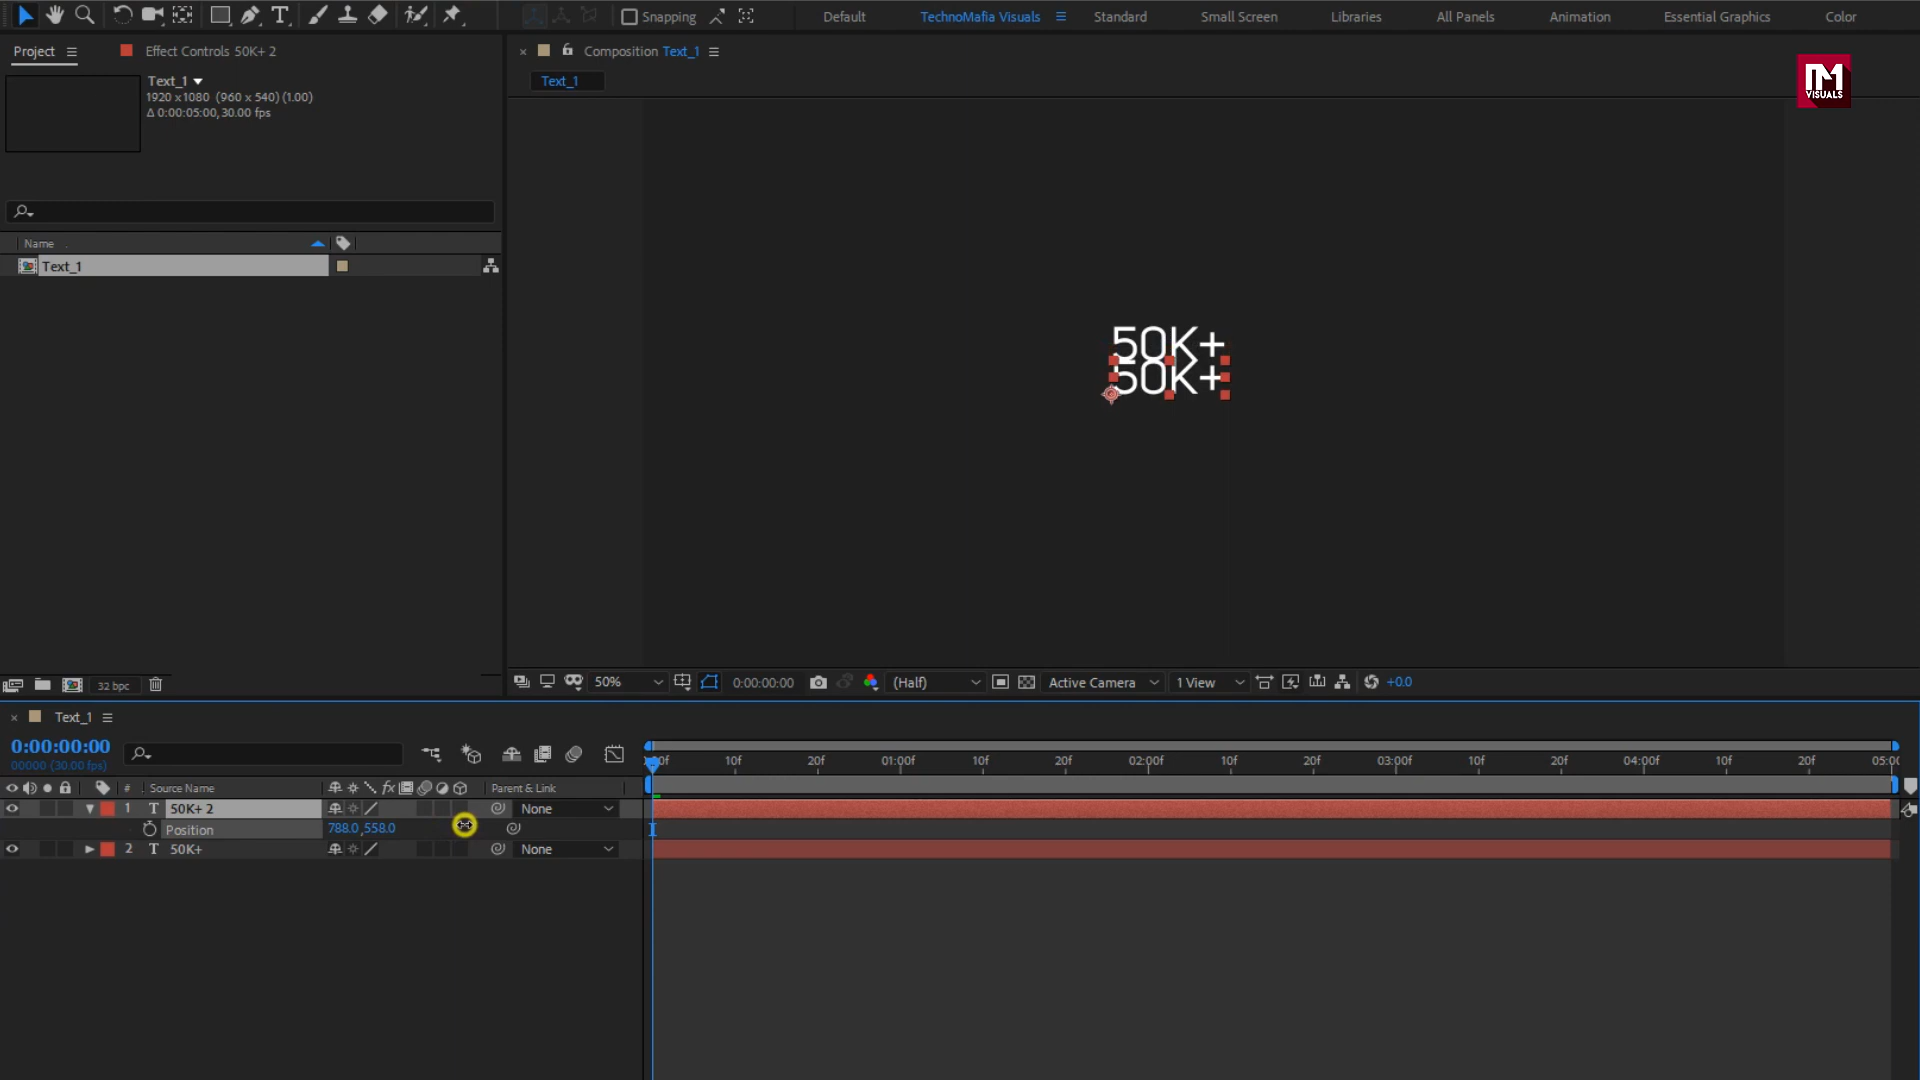 Snapping
Default
TechnoMafia Visuals
Standard
Small Screen
Libraries
All Panels
Animation
Essential Graphics
Color
Project
Effect Controls 50K+ 2
Composition Text_1
Text_1
1920 x1080 (960 x 540) (1.00)
Δ 0:00:05:00, 30.00 fps
Text_1
TM
VISUALS
Name
Text_1
50K+
50K+
32 bpc
50%
0:00:00:00
(Half)
Active Camera
1 View
+0.0
Text_1
0:00:00:00
00000 (30.00 fps)
10f
20f
01:00f
10f
20f
02:00f
10f
20f
03:00f
10f
20f
04:00f
10f
20f
# Source Name
fx
Parent & Link
1 T 50K+ 2
None
Position
788.0,558.0
2 T 50K+
None